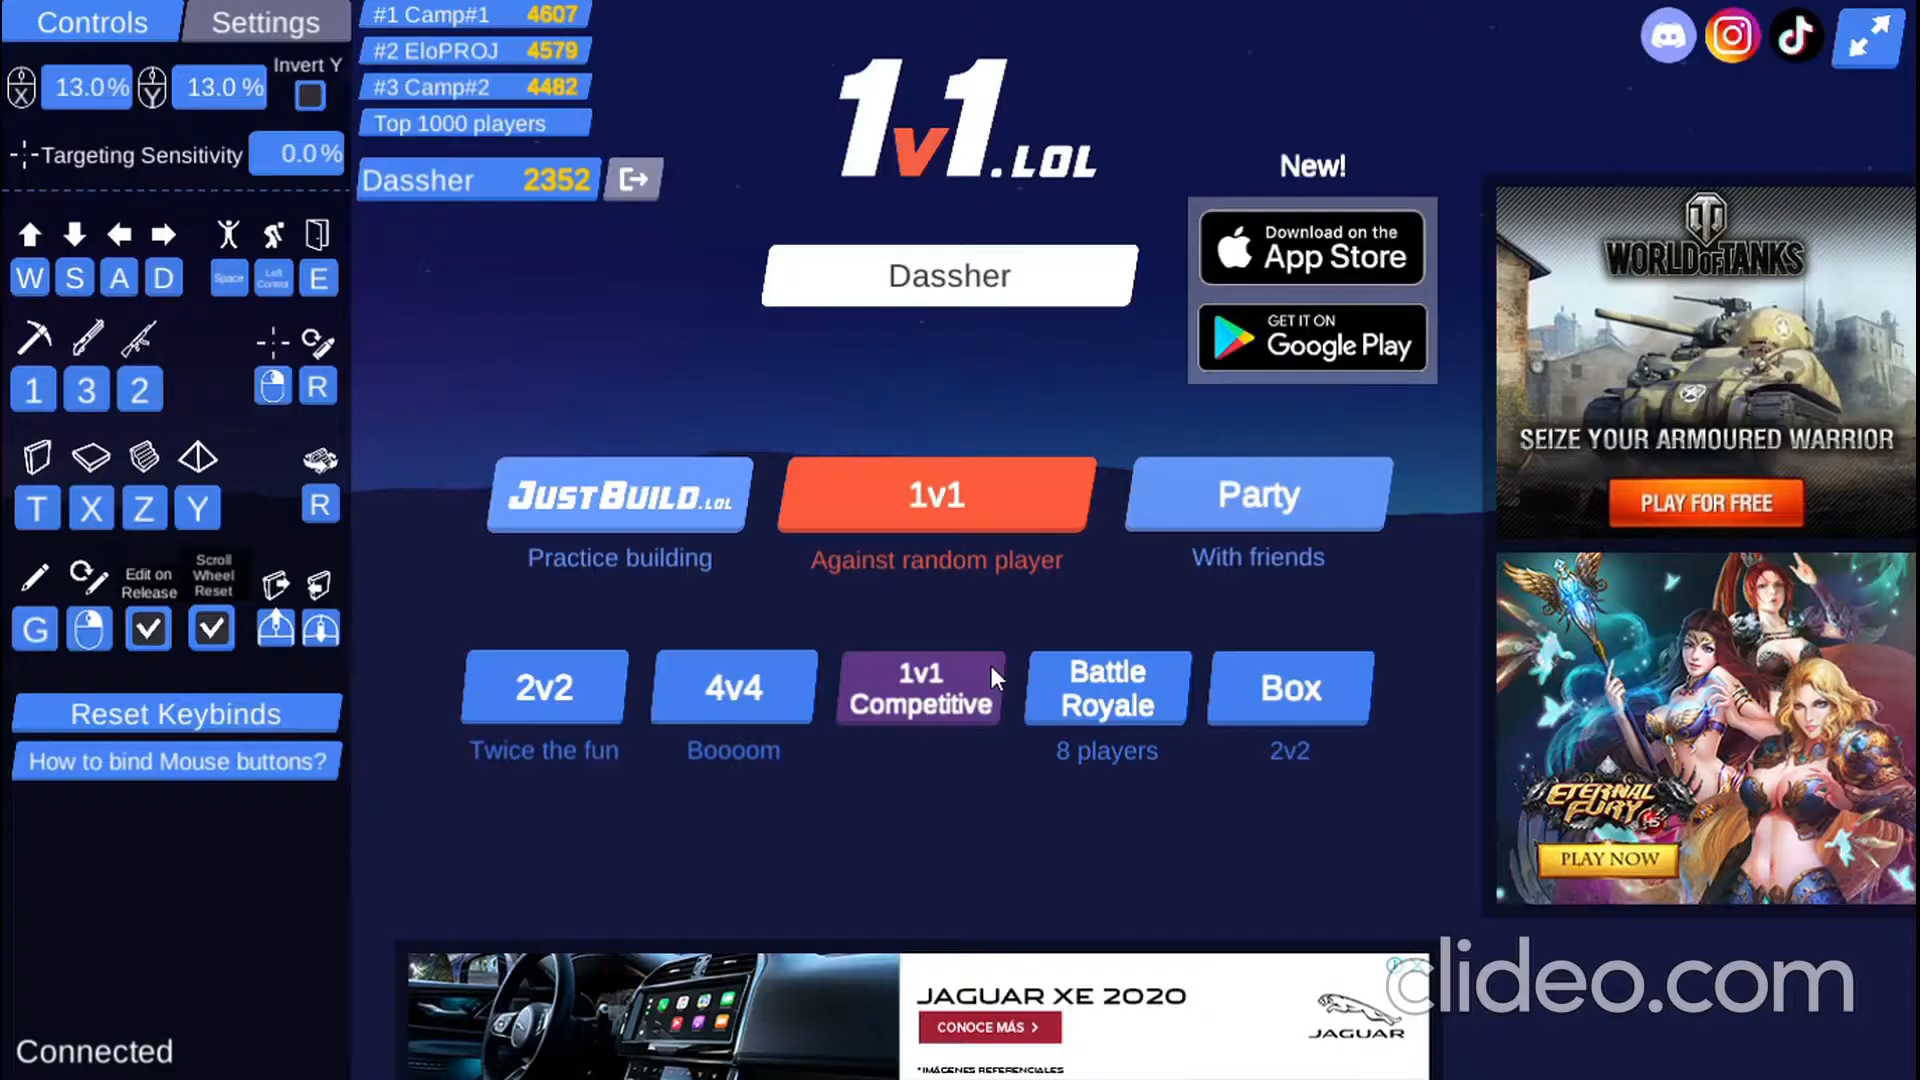 Controls
Settings
Invert Y
X
13.0%
Y
13.0 %
Targeting Sensitivity
0.0%
W
S
A
D
Space
Left Control
E
1
3
2
R
T
X
Z
Y
R
Edit on
Release
Scroll
Wheel
Reset
G
Reset Keybinds
How to bind Mouse buttons?
Connected
#1 Camp#1 4607
#2 EloPROJ 4579
#3 Camp#2 4482
Top 1000 players
Dassher 2352
1v1.LOL
Dassher
New!
Download on the
App Store
GET IT ON
Google Play
JUSTBUILD.LOL
Practice building
1v1
Against random player
Party
With friends
2v2
Twice the fun
4v4
Boooom
1v1
Competitive
Battle
Royale
8 players
Box
2v2
WORLD OF TANKS
SEIZE YOUR ARMOURED WARRIOR
PLAY FOR FREE
ETERNAL
FURY
PLAY NOW
JAGUAR XE 2020
CONOCE MÁS >
*IMÁGENES REFERENCIALES
JAGUAR
clideo.com